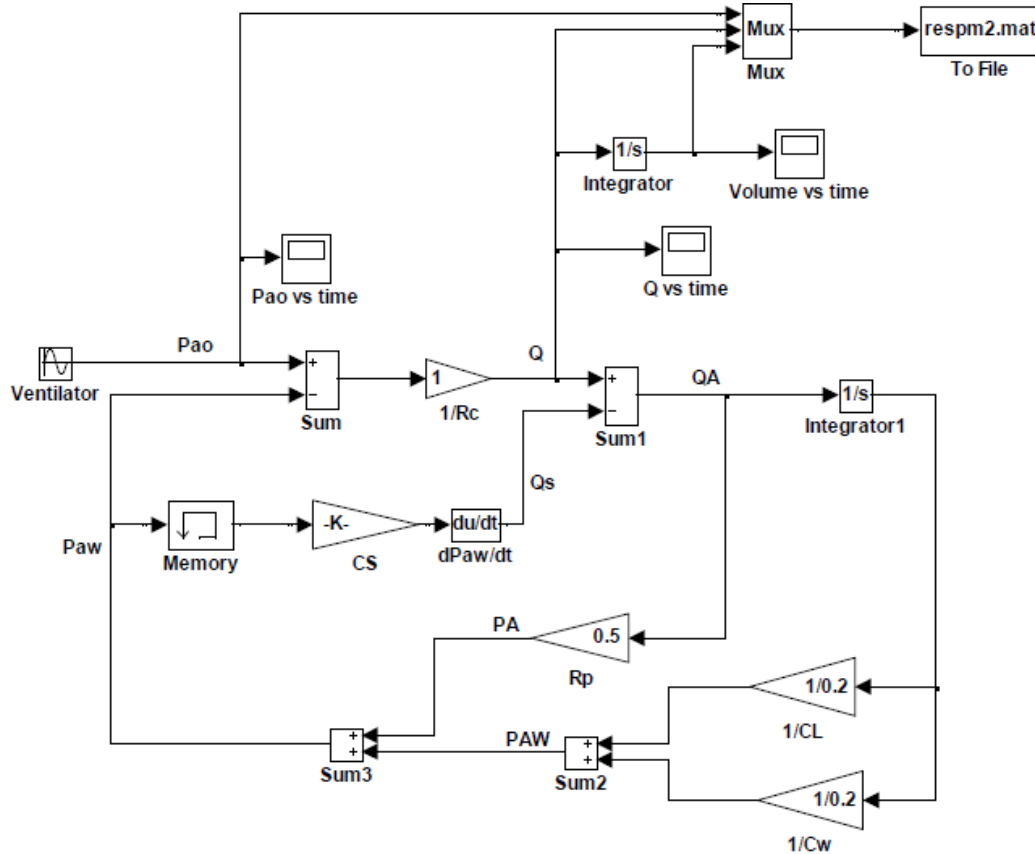 Mux
respm2.mat
Mux
To File
1/s
Integrator
Volume vs time
Pao vs time
Q vs time
Pao
Ventilator
+
−
Sum
1
1/Rc
Q
+
−
Sum1
QA
1/s
Integrator1
Qs
Paw
Memory
-K-
CS
du/dt
dPaw/dt
PA
0.5
Rp
1/0.2
1/CL
+
+
Sum3
PAW
+
+
Sum2
1/0.2
1/Cw